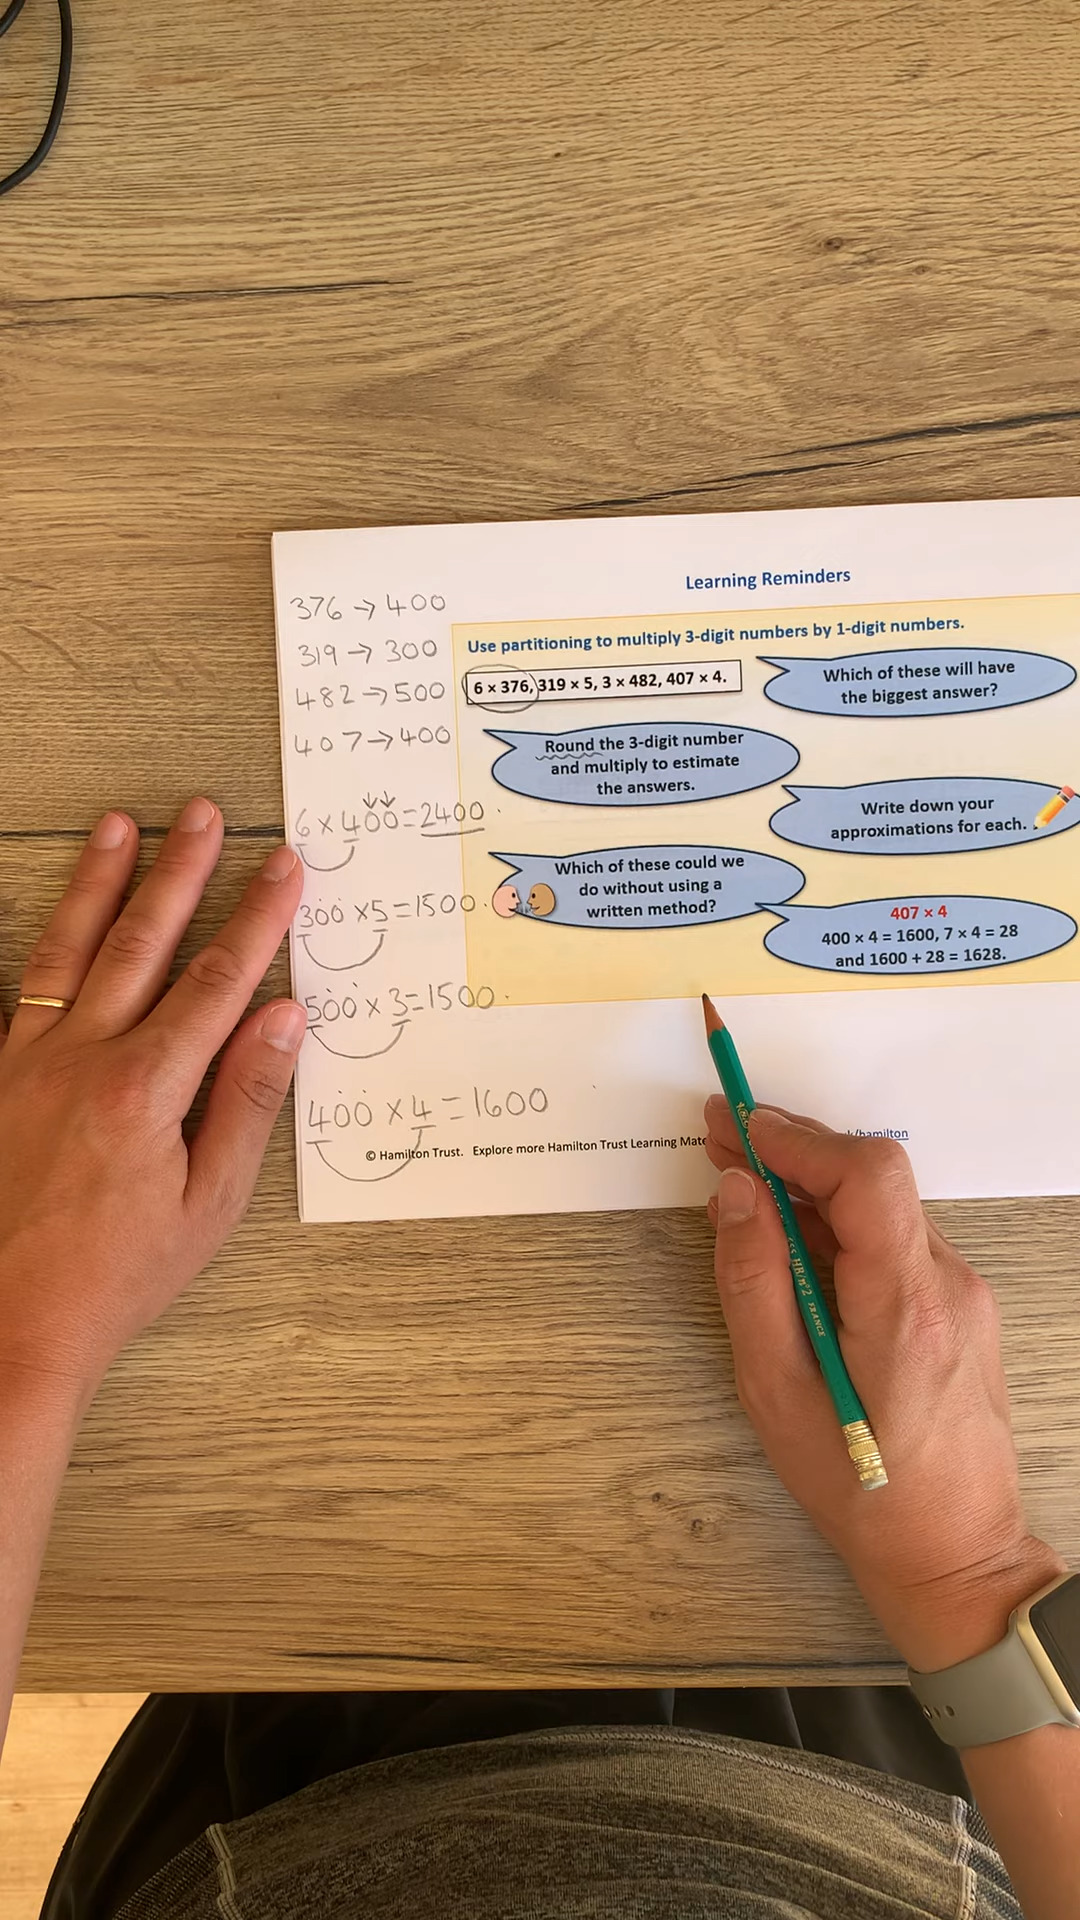 Learning Reminders
Use partitioning to multiply 3-digit numbers by 1-digit numbers.
6 × 376, 319 × 5, 3 × 482, 407 × 4.
Which of these will have
the biggest answer?
Round the 3-digit number
and multiply to estimate
the answers.
Write down your
approximations for each.
Which of these could we
do without using a
written method?
407 × 4
400 × 4 = 1600, 7 × 4 = 28
and 1600 + 28 = 1628.
376 → 400
319 → 300
482 → 500
407 → 400
6 × 400 = 2400
300 × 5 = 1500
500 × 3 = 1500
400 × 4 = 1600
© Hamilton Trust. Explore more Hamilton Trust Learning Mate
/hamilton
655 HB/n°2 FRANCE